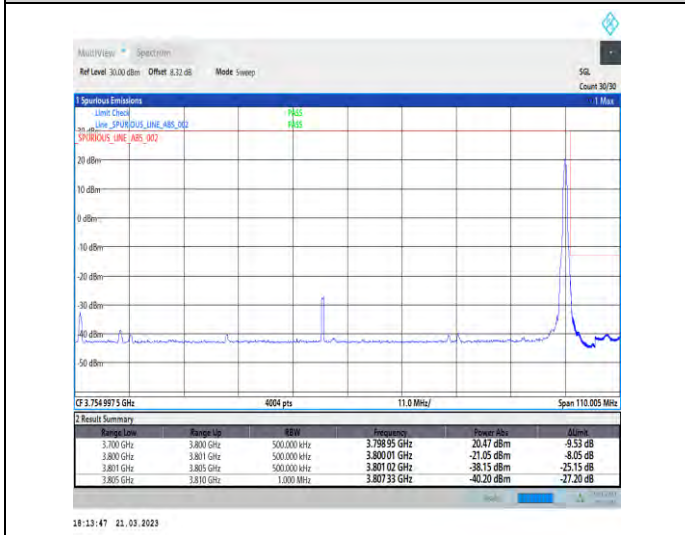 MultiView Spectrum
Ref Level 30.00 dBm Offset 8.32 dB Mode Sweep SGL
Count 30/30
1 Spurious Emissions 1 Max
Limit Check PASS
Line _SPURIOUS_LINE_ABS_002 PASS
30 dBm
_SPURIOUS_LINE_ABS_002
20 dBm
10 dBm
0 dBm
-10 dBm
-20 dBm
-30 dBm
-40 dBm
-50 dBm
CF 3.754 997 5 GHz 4004 pts 11.0 MHz/ Span 110.005 MHz
2 Result Summary
Range Low Range Up RBW Frequency Power Abs ΔLimit
3.700 GHz 3.800 GHz 500.000 kHz 3.798 95 GHz 20.47 dBm -9.53 dB
3.800 GHz 3.801 GHz 500.000 kHz 3.800 01 GHz -21.05 dBm -8.05 dB
3.801 GHz 3.805 GHz 500.000 kHz 3.801 02 GHz -38.15 dBm -25.15 dB
3.805 GHz 3.810 GHz 1.000 MHz 3.807 33 GHz -40.20 dBm -27.20 dB
18:13:47 21.03.2023